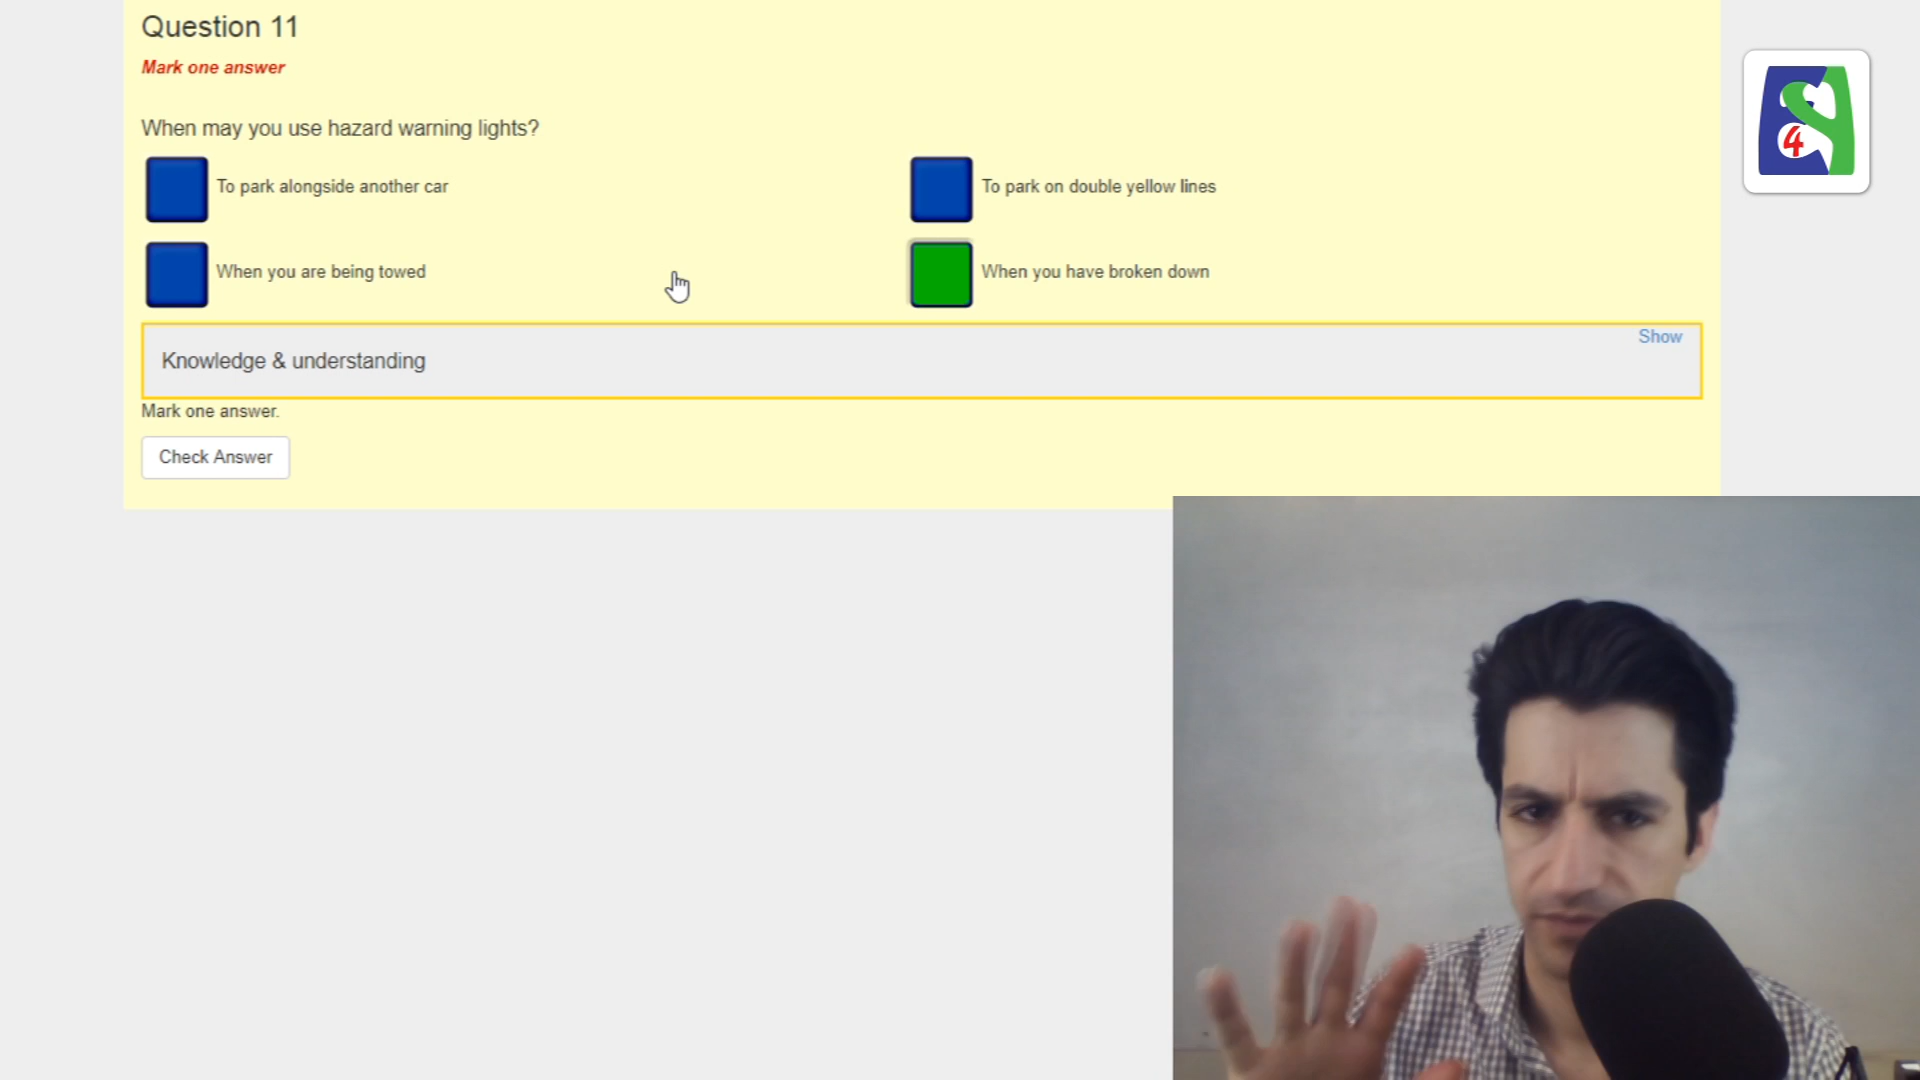 Question 11
Mark one answer
When may you use hazard warning lights?
To park alongside another car
To park on double yellow lines
When you are being towed
When you have broken down
Show
Knowledge & understanding
Mark one answer.
Check Answer
4